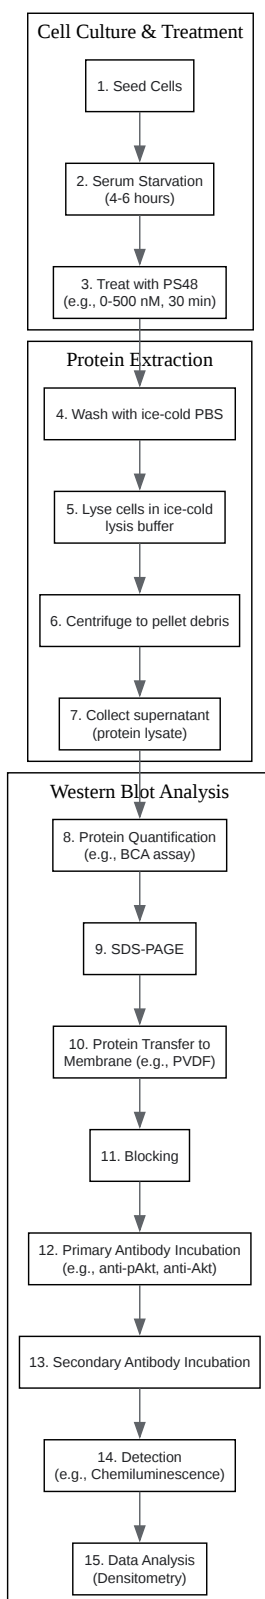 Cell Culture & Treatment
1. Seed Cells
2. Serum Starvation
(4-6 hours)
3. Treat with PS48
(e.g., 0-500 nM, 30 min)
Protein Extraction
4. Wash with ice-cold PBS
5. Lyse cells in ice-cold
lysis buffer
6. Centrifuge to pellet debris
7. Collect supernatant
(protein lysate)
Western Blot Analysis
8. Protein Quantification
(e.g., BCA assay)
9. SDS-PAGE
10. Protein Transfer to
Membrane (e.g., PVDF)
11. Blocking
12. Primary Antibody Incubation
(e.g., anti-pAkt, anti-Akt)
13. Secondary Antibody Incubation
14. Detection
(e.g., Chemiluminescence)
15. Data Analysis
(Densitometry)